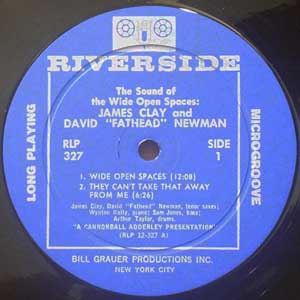 RIVERSIDE
The Sound of
the Wide Open Spaces:
JAMES CLAY and
DAVID "FATHEAD" NEWMAN
LONG PLAYING
MICROGROOVE
RLP
327
SIDE
1
1. WIDE OPEN SPACES (12:08)
2. THEY CAN'T TAKE THAT AWAY
FROM ME (6:26)
James Clay, David "Fathead" Newman, tenor saxes;
Wynton Kelly, piano; Sam Jones, bass;
Arthur Taylor, drums.
"A CANNONBALL ADDERLEY PRESENTATION"
(RLP 12-327 A)
BILL GRAUER PRODUCTIONS INC.
NEW YORK CITY